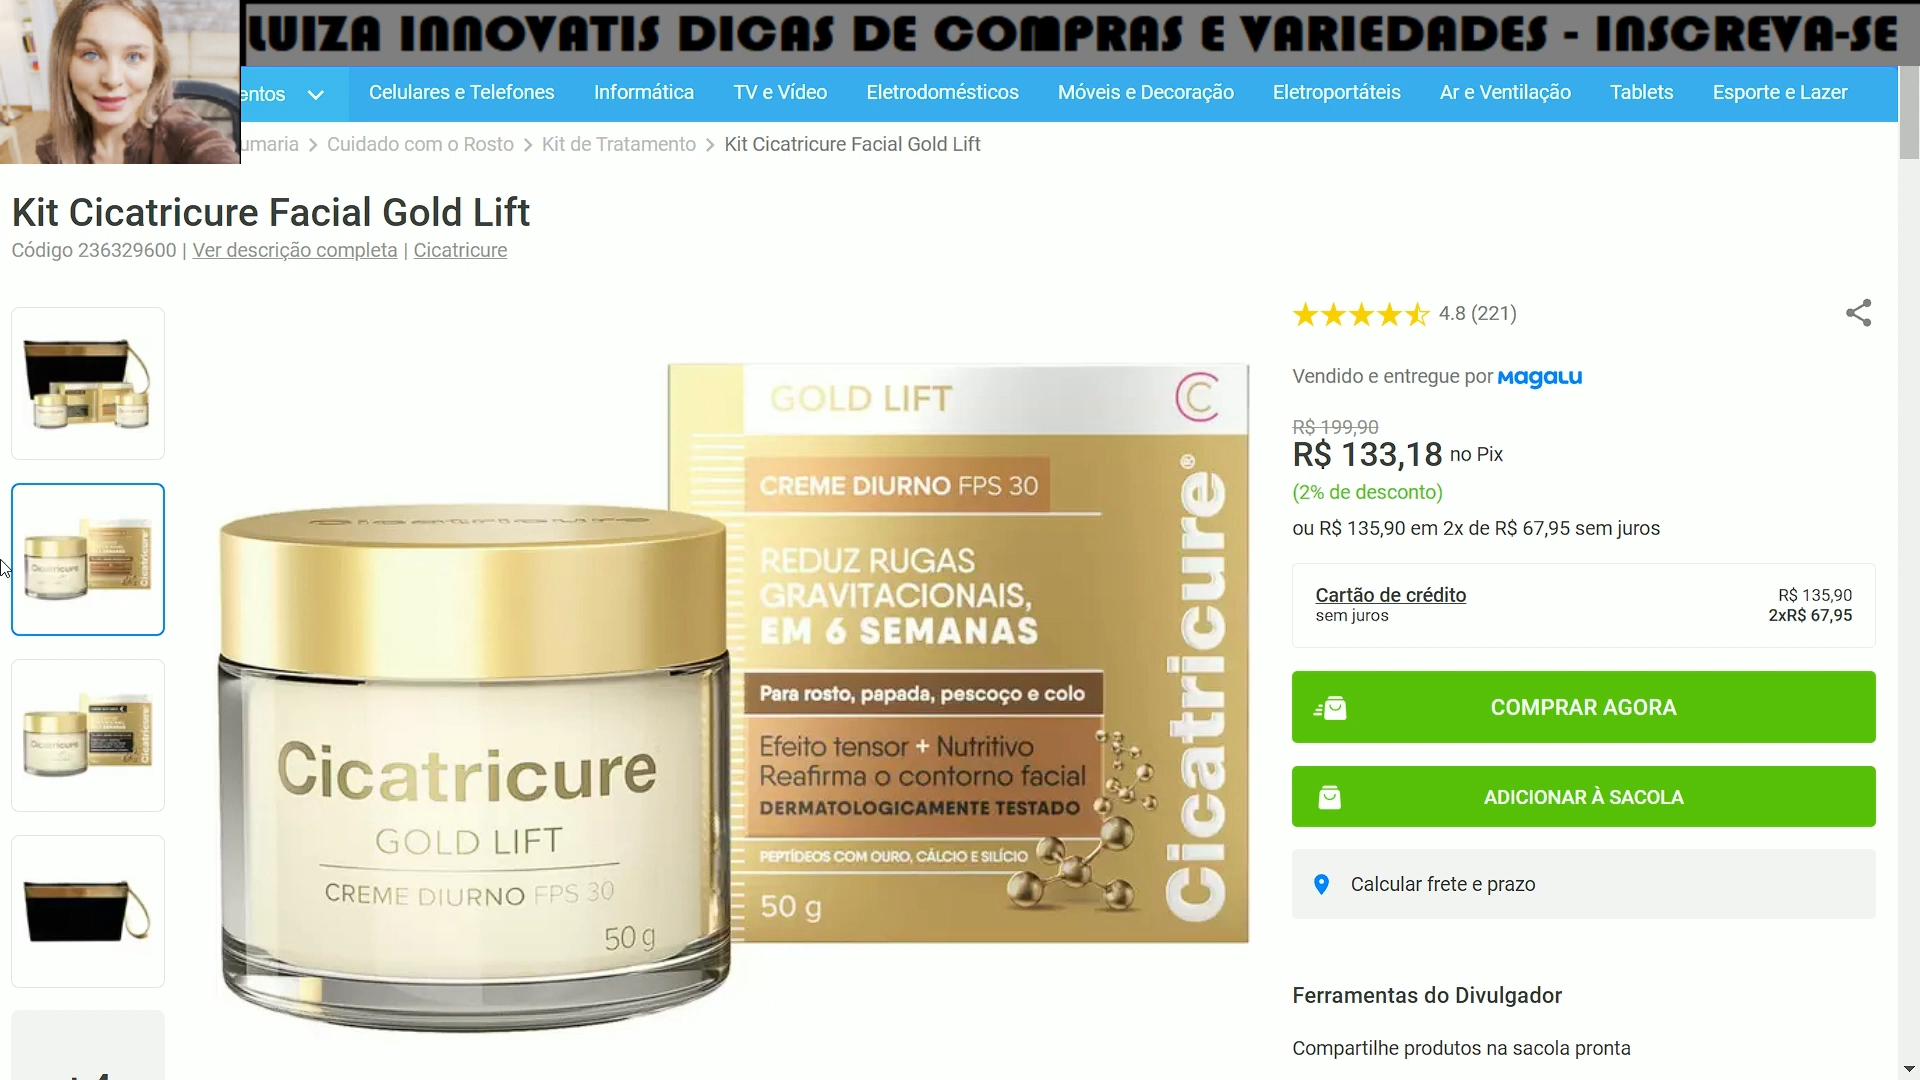 LUIZA INNOVATIS DICAS DE COMPRAS E VARIEDADES - INSCREVA-SE
entos
Celulares e Telefones
Informática
TV e Vídeo
Eletrodomésticos
Móveis e Decoração
Eletroportáteis
Ar e Ventilação
Tablets
Esporte e Lazer
umaria > Cuidado com o Rosto > Kit de Tratamento > Kit Cicatricure Facial Gold Lift
Kit Cicatricure Facial Gold Lift
Código 236329600 | Ver descrição completa | Cicatricure
GOLD LIFT
C
CREME DIURNO FPS 30
REDUZ RUGAS
GRAVITACIONAIS,
EM 6 SEMANAS
Para rosto, papada, pescoço e colo
Efeito tensor + Nutritivo
Reafirma o contorno facial
DERMATOLOGICAMENTE TESTADO
PEPTÍDEOS COM OURO, CÁLCIO E SILÍCIO
50 g
Cicatricure®
Cicatricure
Cicatricure
GOLD LIFT
CREME DIURNO FPS 30
50 g
4.8 (221)
Vendido e entregue por Magalu
R$ 199,90
R$ 133,18 no Pix
(2% de desconto)
ou R$ 135,90 em 2x de R$ 67,95 sem juros
Cartão de crédito
sem juros
R$ 135,90
2xR$ 67,95
COMPRAR AGORA
ADICIONAR À SACOLA
Calcular frete e prazo
Ferramentas do Divulgador
Compartilhe produtos na sacola pronta